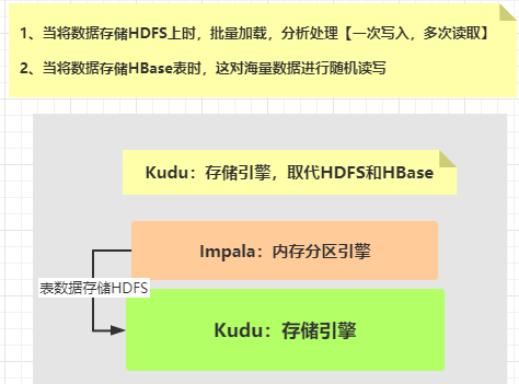 1、当将数据存储HDFS上时，批量加载，分析处理【一次写入，多次读取】
2、当将数据存储HBase表时，这对海量数据进行随机读写
Kudu：存储引擎，取代HDFS和HBase
Impala：内存分区引擎
表数据存储HDFS
Kudu：存储引擎